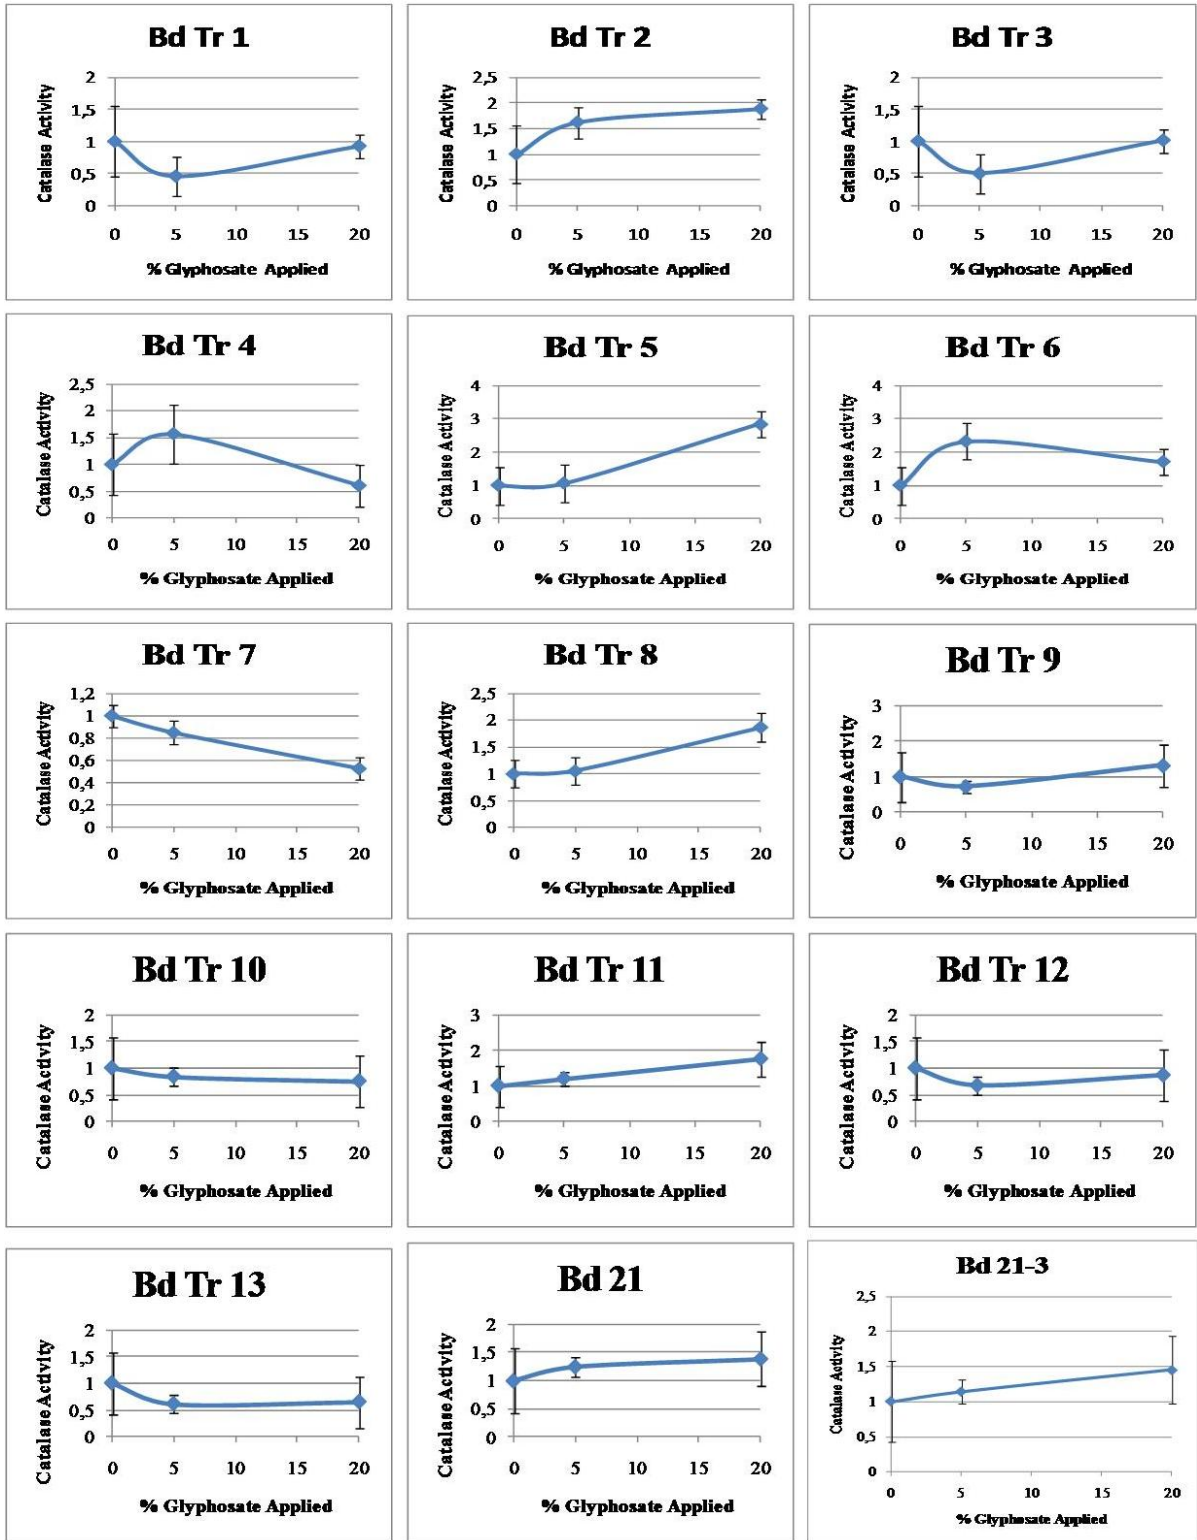 Bd Tr 1
Catalase Activity
2
1,5
1
0,5
0
0 5 10 15 20
% Glyphosate Applied
Bd Tr 2
Catalase Activity
2,5
2
1,5
1
0,5
0
0 5 10 15 20
% Glyphosate Applied
Bd Tr 3
Catalase Activity
2
1,5
1
0,5
0
0 5 10 15 20
% Glyphosate Applied
Bd Tr 4
Catalase Activity
2,5
2
1,5
1
0,5
0
0 5 10 15 20
% Glyphosate Applied
Bd Tr 5
Catalase Activity
4
3
2
1
0
0 5 10 15 20
% Glyphosate Applied
Bd Tr 6
Catalase Activity
4
3
2
1
0
0 5 10 15 20
% Glyphosate Applied
Bd Tr 7
Catalase Activity
1,2
1
0,8
0,6
0,4
0,2
0
0 5 10 15 20
% Glyphosate Applied
Bd Tr 8
Catalase Activity
2,5
2
1,5
1
0,5
0
0 5 10 15 20
% Glyphosate Applied
Bd Tr 9
Catalase Activity
3
2
1
0
0 5 10 15 20
% Glyphosate Applied
Bd Tr 10
Catalase Activity
2
1,5
1
0,5
0
0 5 10 15 20
% Glyphosate Applied
Bd Tr 11
Catalase Activity
3
2
1
0
0 5 10 15 20
% Glyphosate Applied
Bd Tr 12
Catalase Activity
2
1,5
1
0,5
0
0 5 10 15 20
% Glyphosate Applied
Bd Tr 13
Catalase Activity
2
1,5
1
0,5
0
0 5 10 15 20
% Glyphosate Applied
Bd 21
Catalase Activity
2
1,5
1
0,5
0
0 5 10 15 20
% Glyphosate Applied
Bd 21-3
Catalase Activity
2,5
2
1,5
1
0,5
0
0 5 10 15 20
% Glyphosate Applied